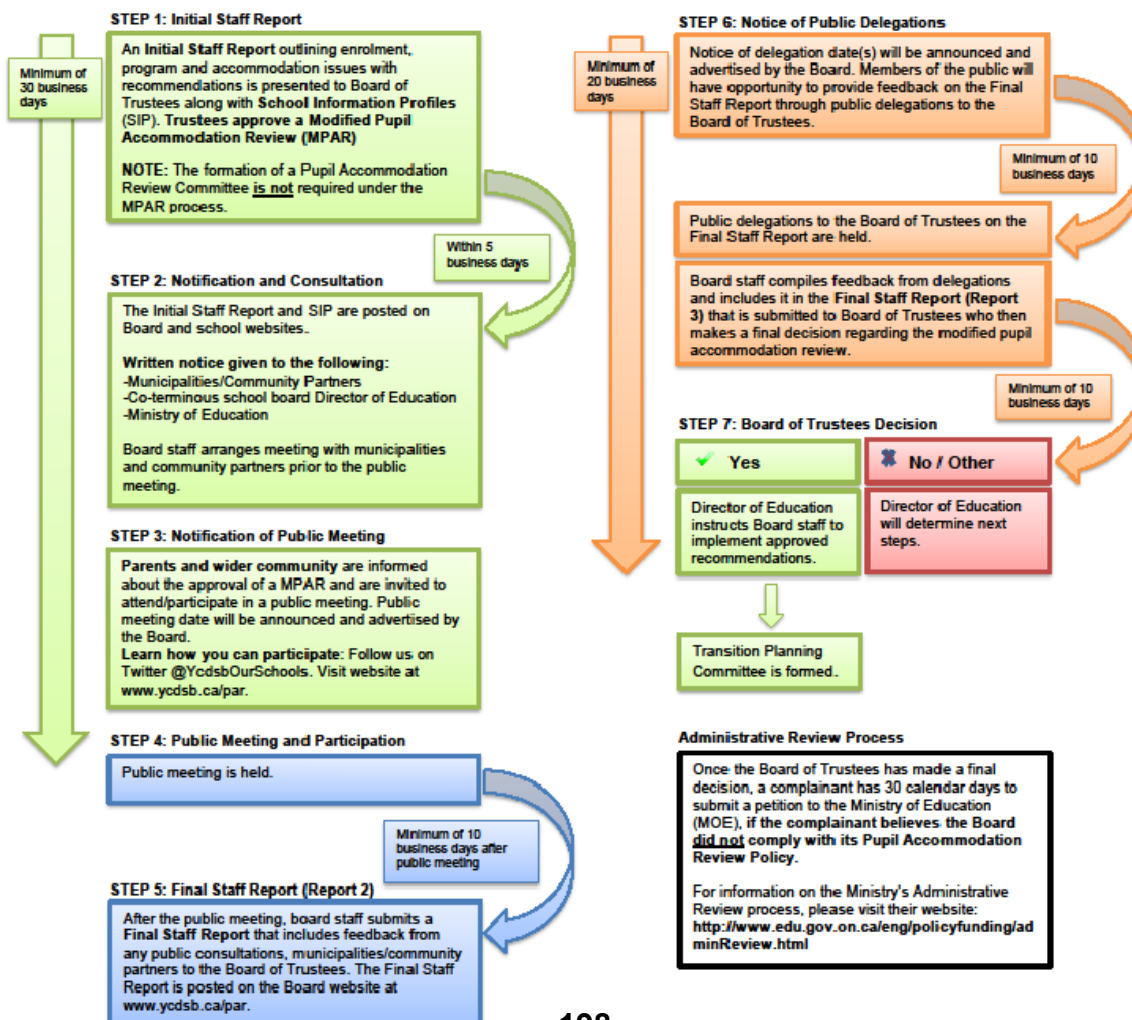 STEP 1: Initial Staff Report
Minimum of
30 business
days
An Initial Staff Report outlining enrolment,
program and accommodation issues with
recommendations is presented to Board of
Trustees along with School Information Profiles
(SIP). Trustees approve a Modified Pupil
Accommodation Review (MPAR)
NOTE: The formation of a Pupil Accommodation
Review Committee is not required under the
MPAR process.
Within 5
business days
STEP 2: Notification and Consultation
The Initial Staff Report and SIP are posted on
Board and school websites.
Written notice given to the following:
-Municipalities/Community Partners
-Co-terminous school board Director of Education
-Ministry of Education
Board staff arranges meeting with municipalities
and community partners prior to the public
meeting.
STEP 3: Notification of Public Meeting
Parents and wider community are informed
about the approval of a MPAR and are invited to
attend/participate in a public meeting. Public
meeting date will be announced and advertised by
the Board.
Learn how you can participate: Follow us on
Twitter @YcdsbOurSchools. Visit website at
www.ycdsb.ca/par.
STEP 4: Public Meeting and Participation
Public meeting is held.
Minimum of 10
business days after
public meeting
STEP 5: Final Staff Report (Report 2)
After the public meeting, board staff submits a
Final Staff Report that includes feedback from
any public consultations, municipalities/community
partners to the Board of Trustees. The Final Staff
Report is posted on the Board website at
www.ycdsb.ca/par.
STEP 6: Notice of Public Delegations
Minimum of
20 business
days
Notice of delegation date(s) will be announced and
advertised by the Board. Members of the public will
have opportunity to provide feedback on the Final
Staff Report through public delegations to the
Board of Trustees.
Minimum of 10
business days
Public delegations to the Board of Trustees on the
Final Staff Report are held.
Board staff compiles feedback from delegations
and includes it in the Final Staff Report (Report
3) that is submitted to Board of Trustees who then
makes a final decision regarding the modified pupil
accommodation review.
Minimum of 10
business days
STEP 7: Board of Trustees Decision
Yes
No / Other
Director of Education
instructs Board staff to
implement approved
recommendations.
Director of Education
will determine next
steps.
Transition Planning
Committee is formed.
Administrative Review Process
Once the Board of Trustees has made a final
decision, a complainant has 30 calendar days to
submit a petition to the Ministry of Education
(MOE), if the complainant believes the Board
did not comply with its Pupil Accommodation
Review Policy.
For information on the Ministry's Administrative
Review process, please visit their website:
http://www.edu.gov.on.ca/eng/policyfunding/ad
minReview.html